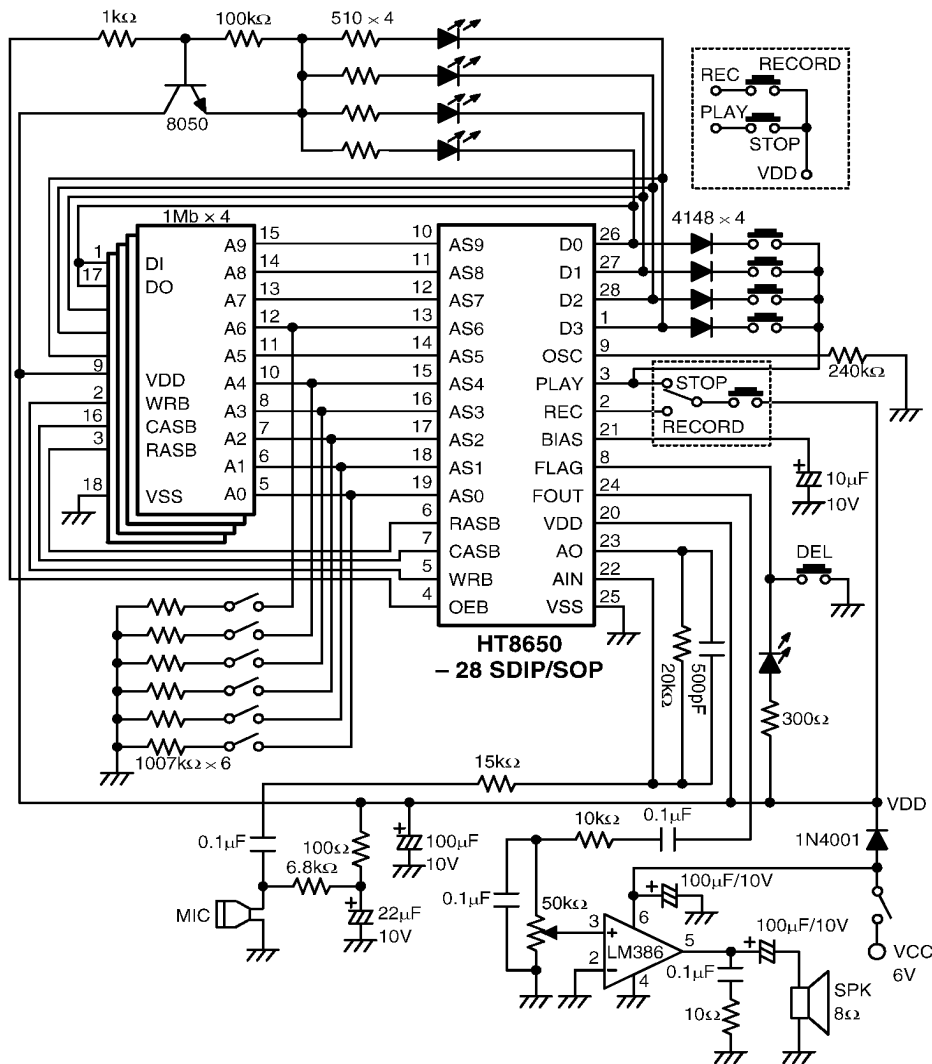 1kΩ
100kΩ
510 × 4
8050
REC
RECORD
PLAY
STOP
VDD
1Mb × 4
4148 × 4
1
DI
17
DO
9
VDD
2
WRB
16
CASB
3
RASB
18
VSS
A9
15
A8
14
A7
13
A6
12
A5
11
A4
10
A3
8
A2
7
A1
6
A0
5
10
AS9
11
AS8
12
AS7
13
AS6
14
AS5
15
AS4
16
AS3
17
AS2
18
AS1
19
AS0
6
RASB
7
CASB
5
WRB
4
OEB
D0
26
D1
27
D2
28
D3
1
OSC
9
PLAY
3
REC
2
BIAS
21
FLAG
8
FOUT
24
VDD
20
AO
23
AIN
22
VSS
25
HT8650
– 28 SDIP/SOP
240kΩ
STOP
RECORD
10µF
10V
DEL
20kΩ
500pF
300Ω
1007kΩ × 6
15kΩ
VDD
0.1µF
100Ω
6.8kΩ
100µF
10V
MIC
22µF
10V
10kΩ
0.1µF
0.1µF
50kΩ
1N4001
100µF/10V
3
+
6
LM386
5
2
–
4
100µF/10V
0.1µF
10Ω
VCC
6V
SPK
8Ω